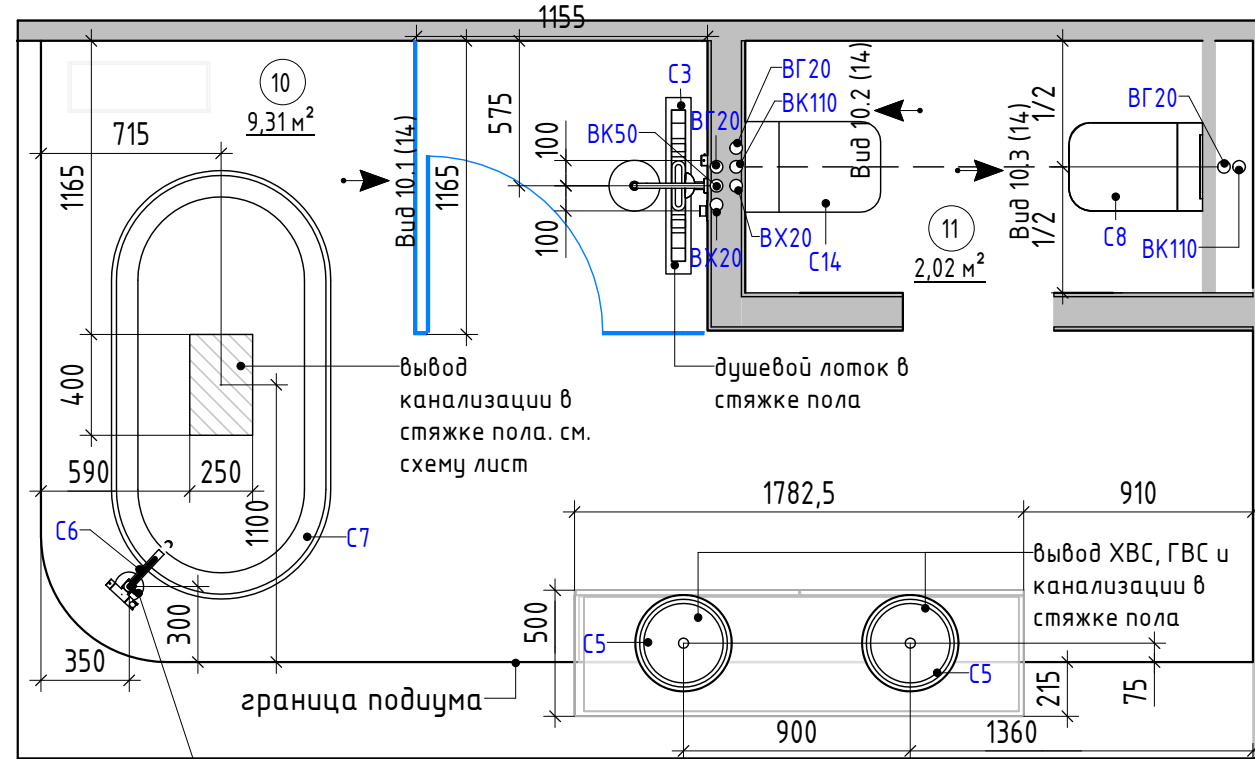 1155
10
9,31 м²
715
1165
Вид 10.1 (14)
1165
575
100
100
С3
ВК50
ВГ20
ВХ20
ВГ20
ВК110
Вид 10.2 (14)
ВХ20
С14
11
2,02 м²
Вид 10.3 (14)
1/2
1/2
ВГ20
С8
ВК110
400
590
250
1100
вывод
канализации в
стяжке пола. см.
схему лист
душевой лоток в
стяжке пола
С6
С7
300
350
граница подиума
1782,5
910
500
С5
С5
вывод ХВС, ГВС и
канализации в
стяжке пола
215
75
900
1360